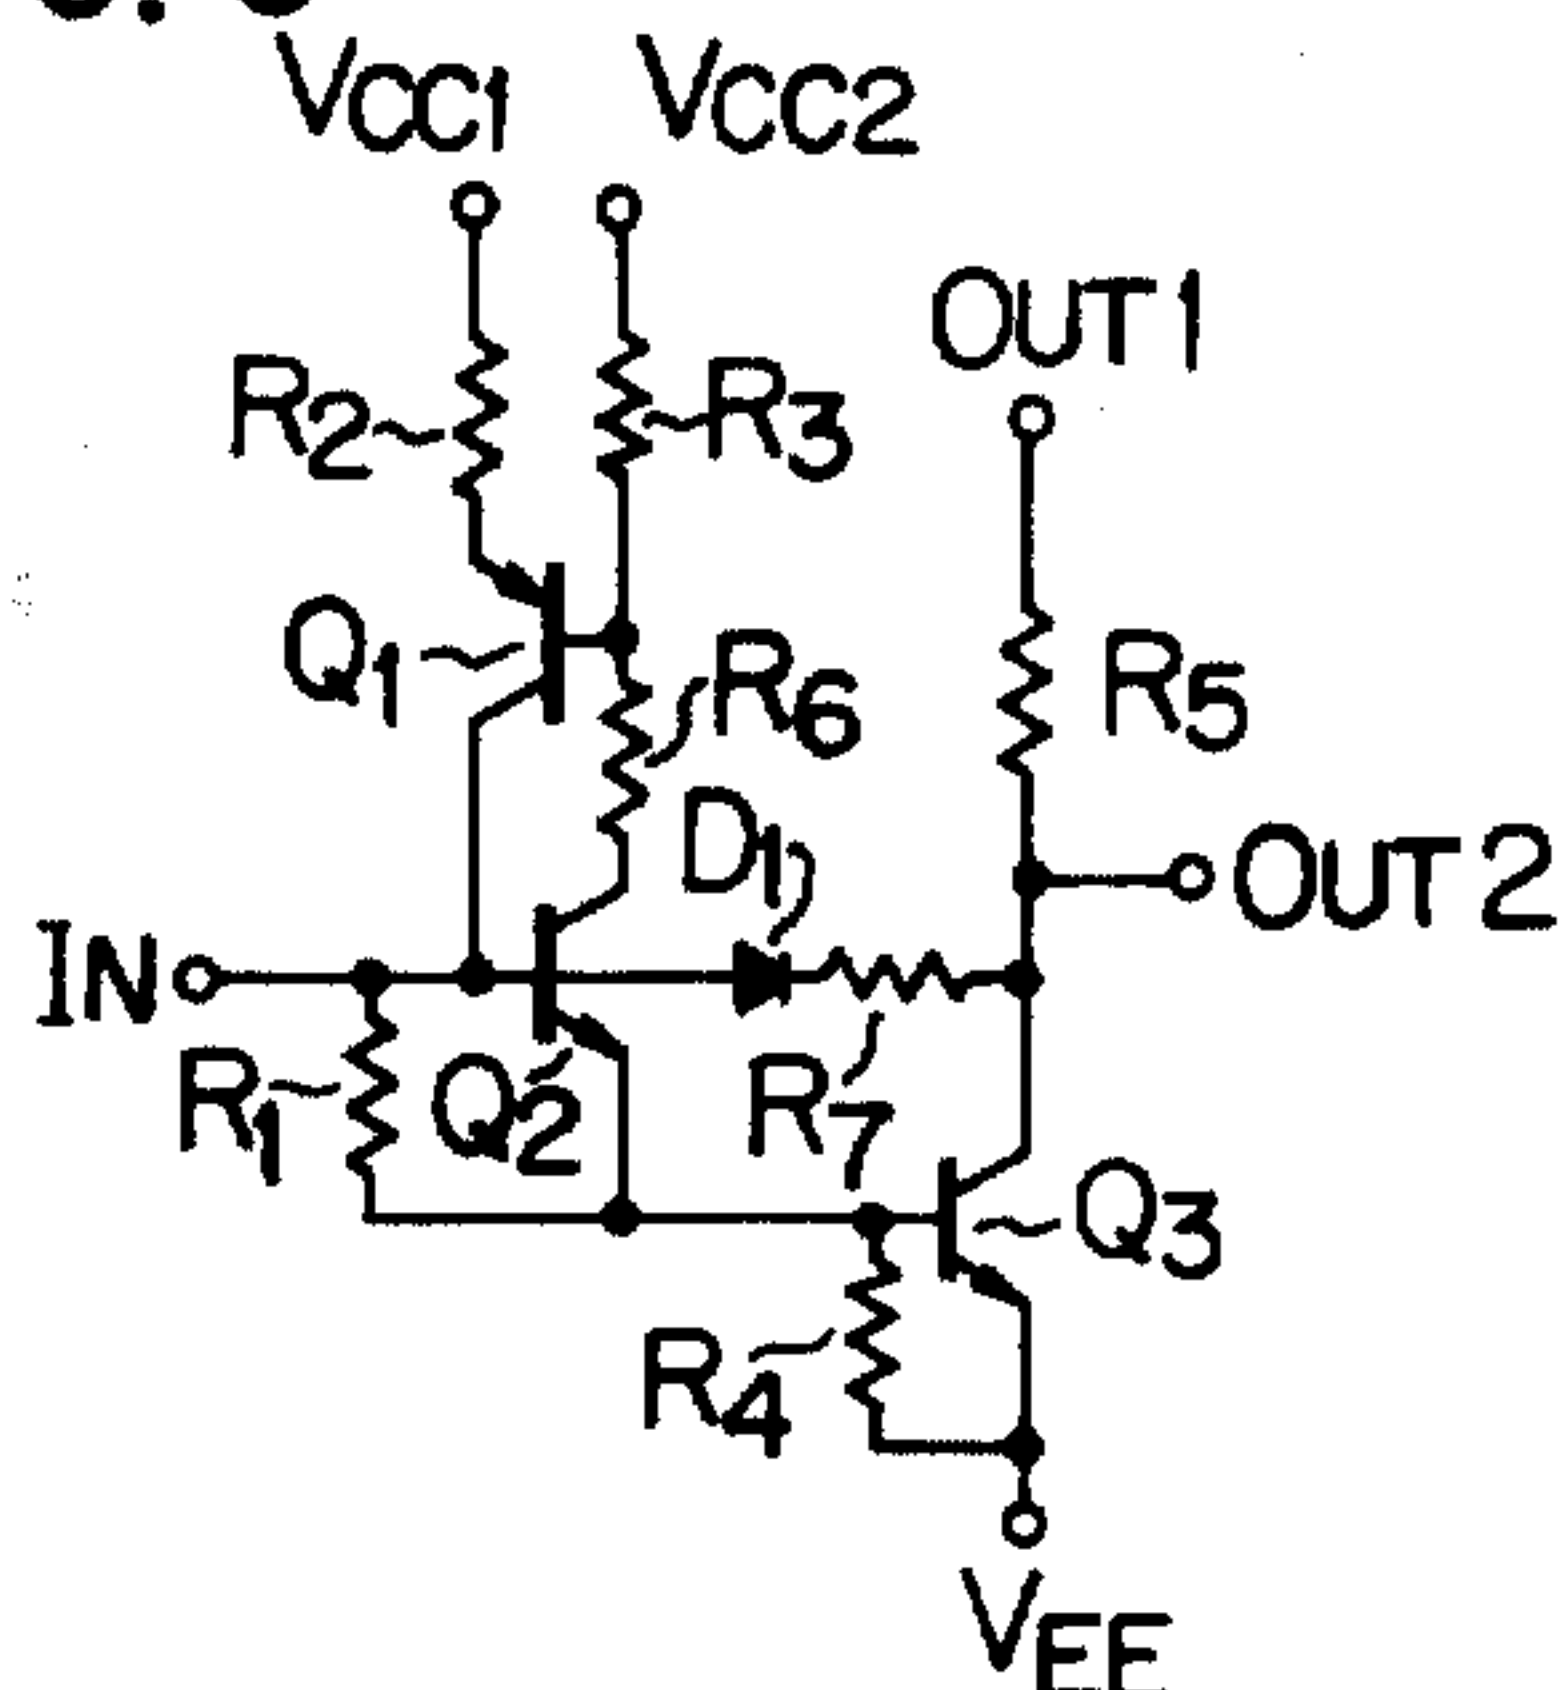 VCC1 VCC2
OUT1
R2 R3
Q1 R6 R5
D1 OUT2
IN
R1 Q2 R7
Q3
R4
VEE